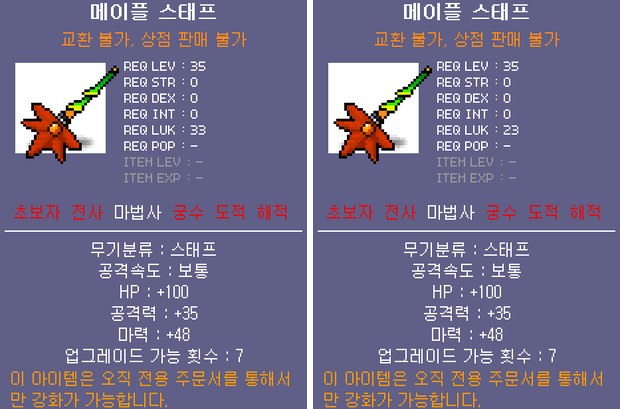 메이플 스태프
교환 불가, 상점 판매 불가
REQ LEV : 35
REQ STR : 0
REQ DEX : 0
REQ INT : 0
REQ LUK : 33
REQ POP : -
ITEM LEV : -
ITEM EXP : -
초보자 전사 마법사 궁수 도적 해적
무기분류 : 스태프
공격속도 : 보통
HP : +100
공격력 : +35
마력 : +48
업그레이드 가능 횟수 : 7
이 아이템은 오직 전용 주문서를 통해서
만 강화가 가능합니다.
메이플 스태프
교환 불가, 상점 판매 불가
REQ LEV : 35
REQ STR : 0
REQ DEX : 0
REQ INT : 0
REQ LUK : 23
REQ POP : -
ITEM LEV : -
ITEM EXP : -
초보자 전사 마법사 궁수 도적 해적
무기분류 : 스태프
공격속도 : 보통
HP : +100
공격력 : +35
마력 : +48
업그레이드 가능 횟수 : 7
이 아이템은 오직 전용 주문서를 통해서
만 강화가 가능합니다.